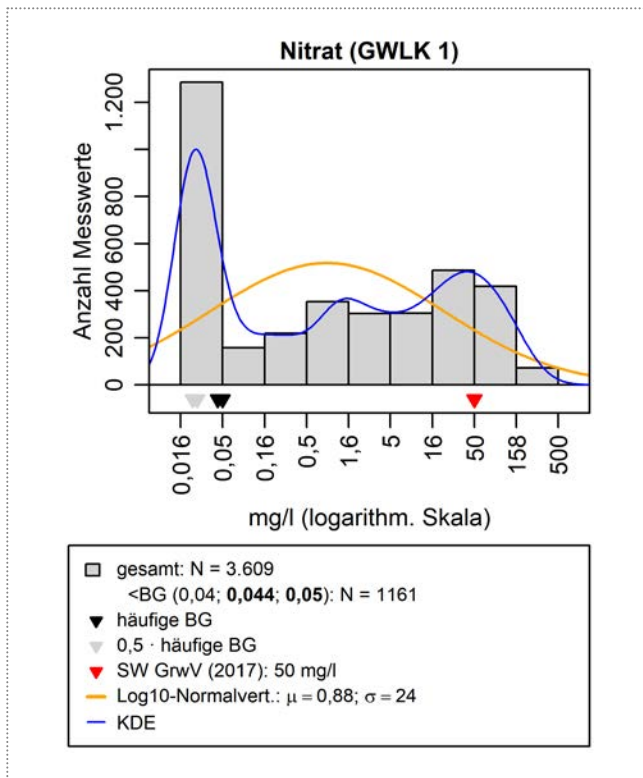 Nitrat (GWLK 1)
Anzahl Messwerte
1.200
800
600
400
200
0
0,016
0,05
0,16
0,5
1,6
5
16
50
158
500
mg/l (logarithm. Skala)
gesamt: N = 3.609
<BG (0,04; 0,044; 0,05): N = 1161
häufige BG
0,5 · häufige BG
SW GrwV (2017): 50 mg/l
Log10-Normalvert.: μ = 0,88; σ = 24
KDE